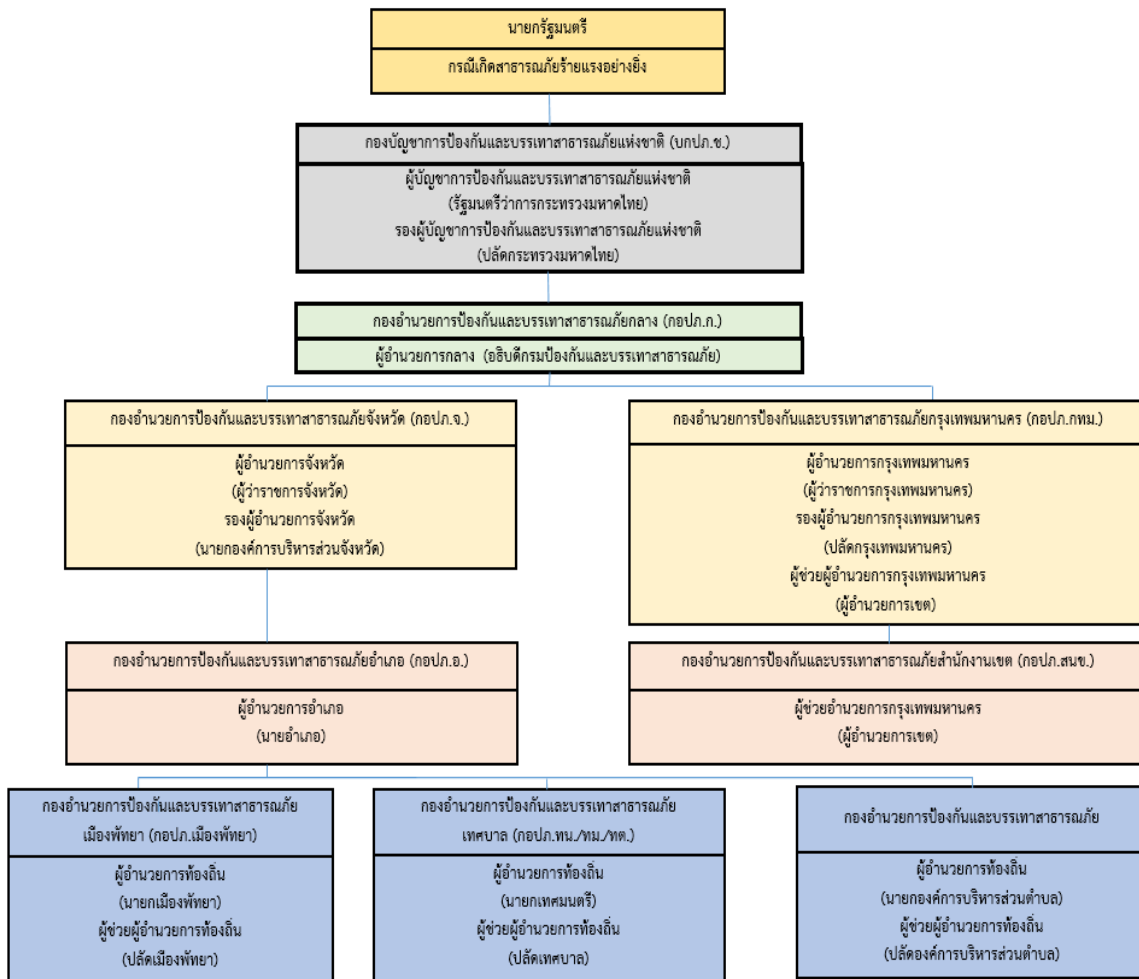 นายกรัฐมนตรี
กรณีเกิดสาธารณภัยร้ายแรงอย่างยิ่ง
กองบัญชาการป้องกันและบรรเทาสาธารณภัยแห่งชาติ (บกปภ.ช.)
ผู้บัญชาการป้องกันและบรรเทาสาธารณภัยแห่งชาติ
(รัฐมนตรีว่าการกระทรวงมหาดไทย)
รองผู้บัญชาการป้องกันและบรรเทาสาธารณภัยแห่งชาติ
(ปลัดกระทรวงมหาดไทย)
กองอำนวยการป้องกันและบรรเทาสาธารณภัยกลาง (กอปภ.ก.)
ผู้อำนวยการกลาง (อธิบดีกรมป้องกันและบรรเทาสาธารณภัย)
กองอำนวยการป้องกันและบรรเทาสาธารณภัยจังหวัด (กอปภ.จ.)
ผู้อำนวยการจังหวัด
(ผู้ว่าราชการจังหวัด)
รองผู้อำนวยการจังหวัด
(นายกองค์การบริหารส่วนจังหวัด)
กองอำนวยการป้องกันและบรรเทาสาธารณภัยกรุงเทพมหานคร (กอปภ.กทม.)
ผู้อำนวยการกรุงเทพมหานคร
(ผู้ว่าราชการกรุงเทพมหานคร)
รองผู้อำนวยการกรุงเทพมหานคร
(ปลัดกรุงเทพมหานคร)
ผู้ช่วยผู้อำนวยการกรุงเทพมหานคร
(ผู้อำนวยการเขต)
กองอำนวยการป้องกันและบรรเทาสาธารณภัยอำเภอ (กอปภ.อ.)
ผู้อำนวยการอำเภอ
(นายอำเภอ)
กองอำนวยการป้องกันและบรรเทาสาธารณภัยสำนักงานเขต (กอปภ.สนข.)
ผู้ช่วยอำนวยการกรุงเทพมหานคร
(ผู้อำนวยการเขต)
กองอำนวยการป้องกันและบรรเทาสาธารณภัย
เมืองพัทยา (กอปภ.เมืองพัทยา)
ผู้อำนวยการท้องถิ่น
(นายกเมืองพัทยา)
ผู้ช่วยผู้อำนวยการท้องถิ่น
(ปลัดเมืองพัทยา)
กองอำนวยการป้องกันและบรรเทาสาธารณภัย
เทศบาล (กอปภ.ทน./ทม./ทต.)
ผู้อำนวยการท้องถิ่น
(นายกเทศมนตรี)
ผู้ช่วยผู้อำนวยการท้องถิ่น
(ปลัดเทศบาล)
กองอำนวยการป้องกันและบรรเทาสาธารณภัย
ผู้อำนวยการท้องถิ่น
(นายกองค์การบริหารส่วนตำบล)
ผู้ช่วยผู้อำนวยการท้องถิ่น
(ปลัดองค์การบริหารส่วนตำบล)